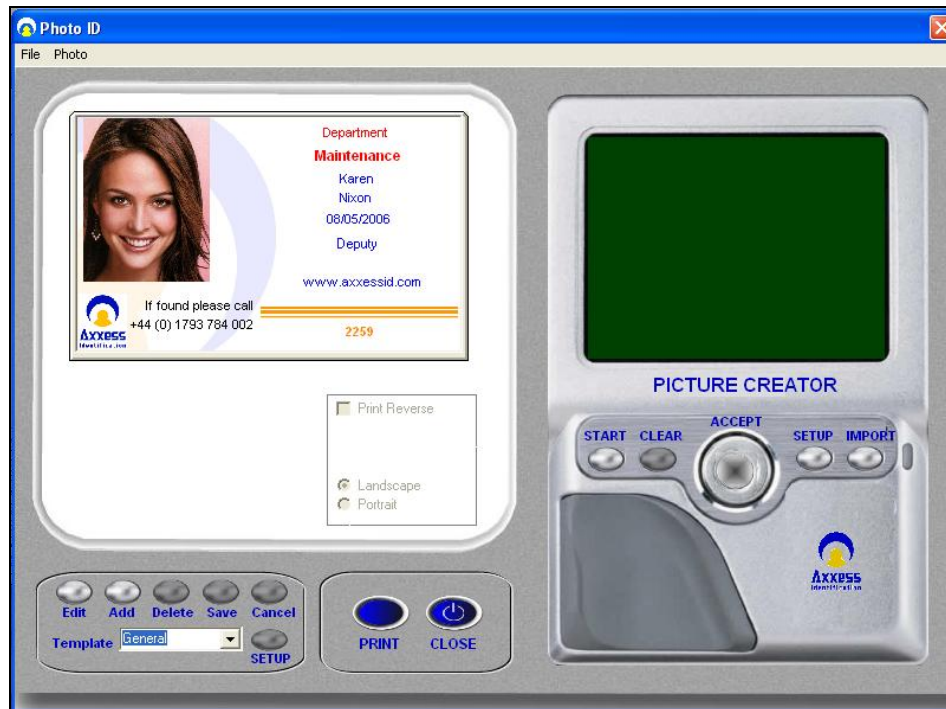 Photo ID
File Photo
Department
Maintenance
Karen
Nixon
08/05/2006
Deputy
www.axxessid.com
If found please call
+44 (0) 1793 784 002
Axxess
Identification
2259
Print Reverse
Landscape
Portrait
PICTURE CREATOR
START CLEAR ACCEPT SETUP IMPORT
Axxess
Identification
Edit Add Delete Save Cancel
Template General
SETUP
PRINT CLOSE